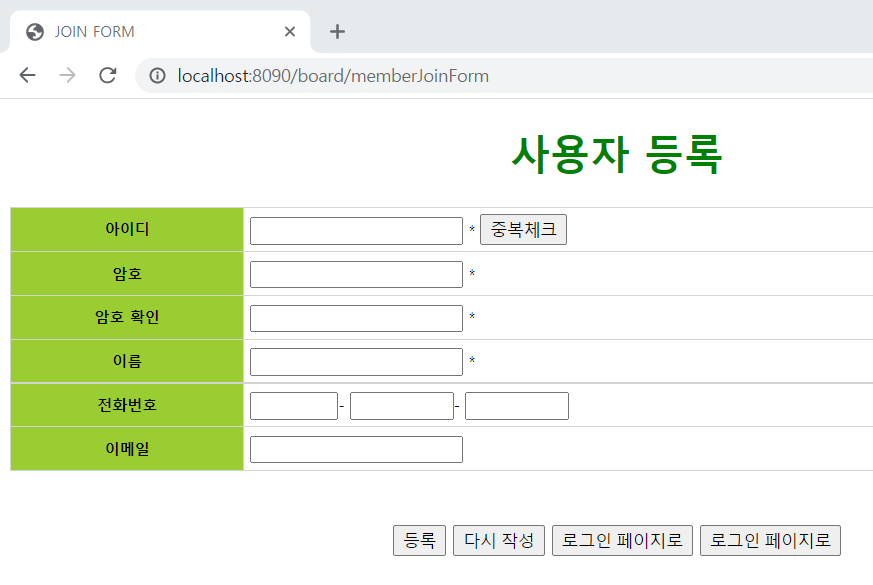 JOIN FORM
localhost:8090/board/memberJoinForm
사용자 등록
아이디 * 중복체크
암호 *
암호 확인 *
이름 *
전화번호 - -
이메일
등록 다시 작성 로그인 페이지로 로그인 페이지로